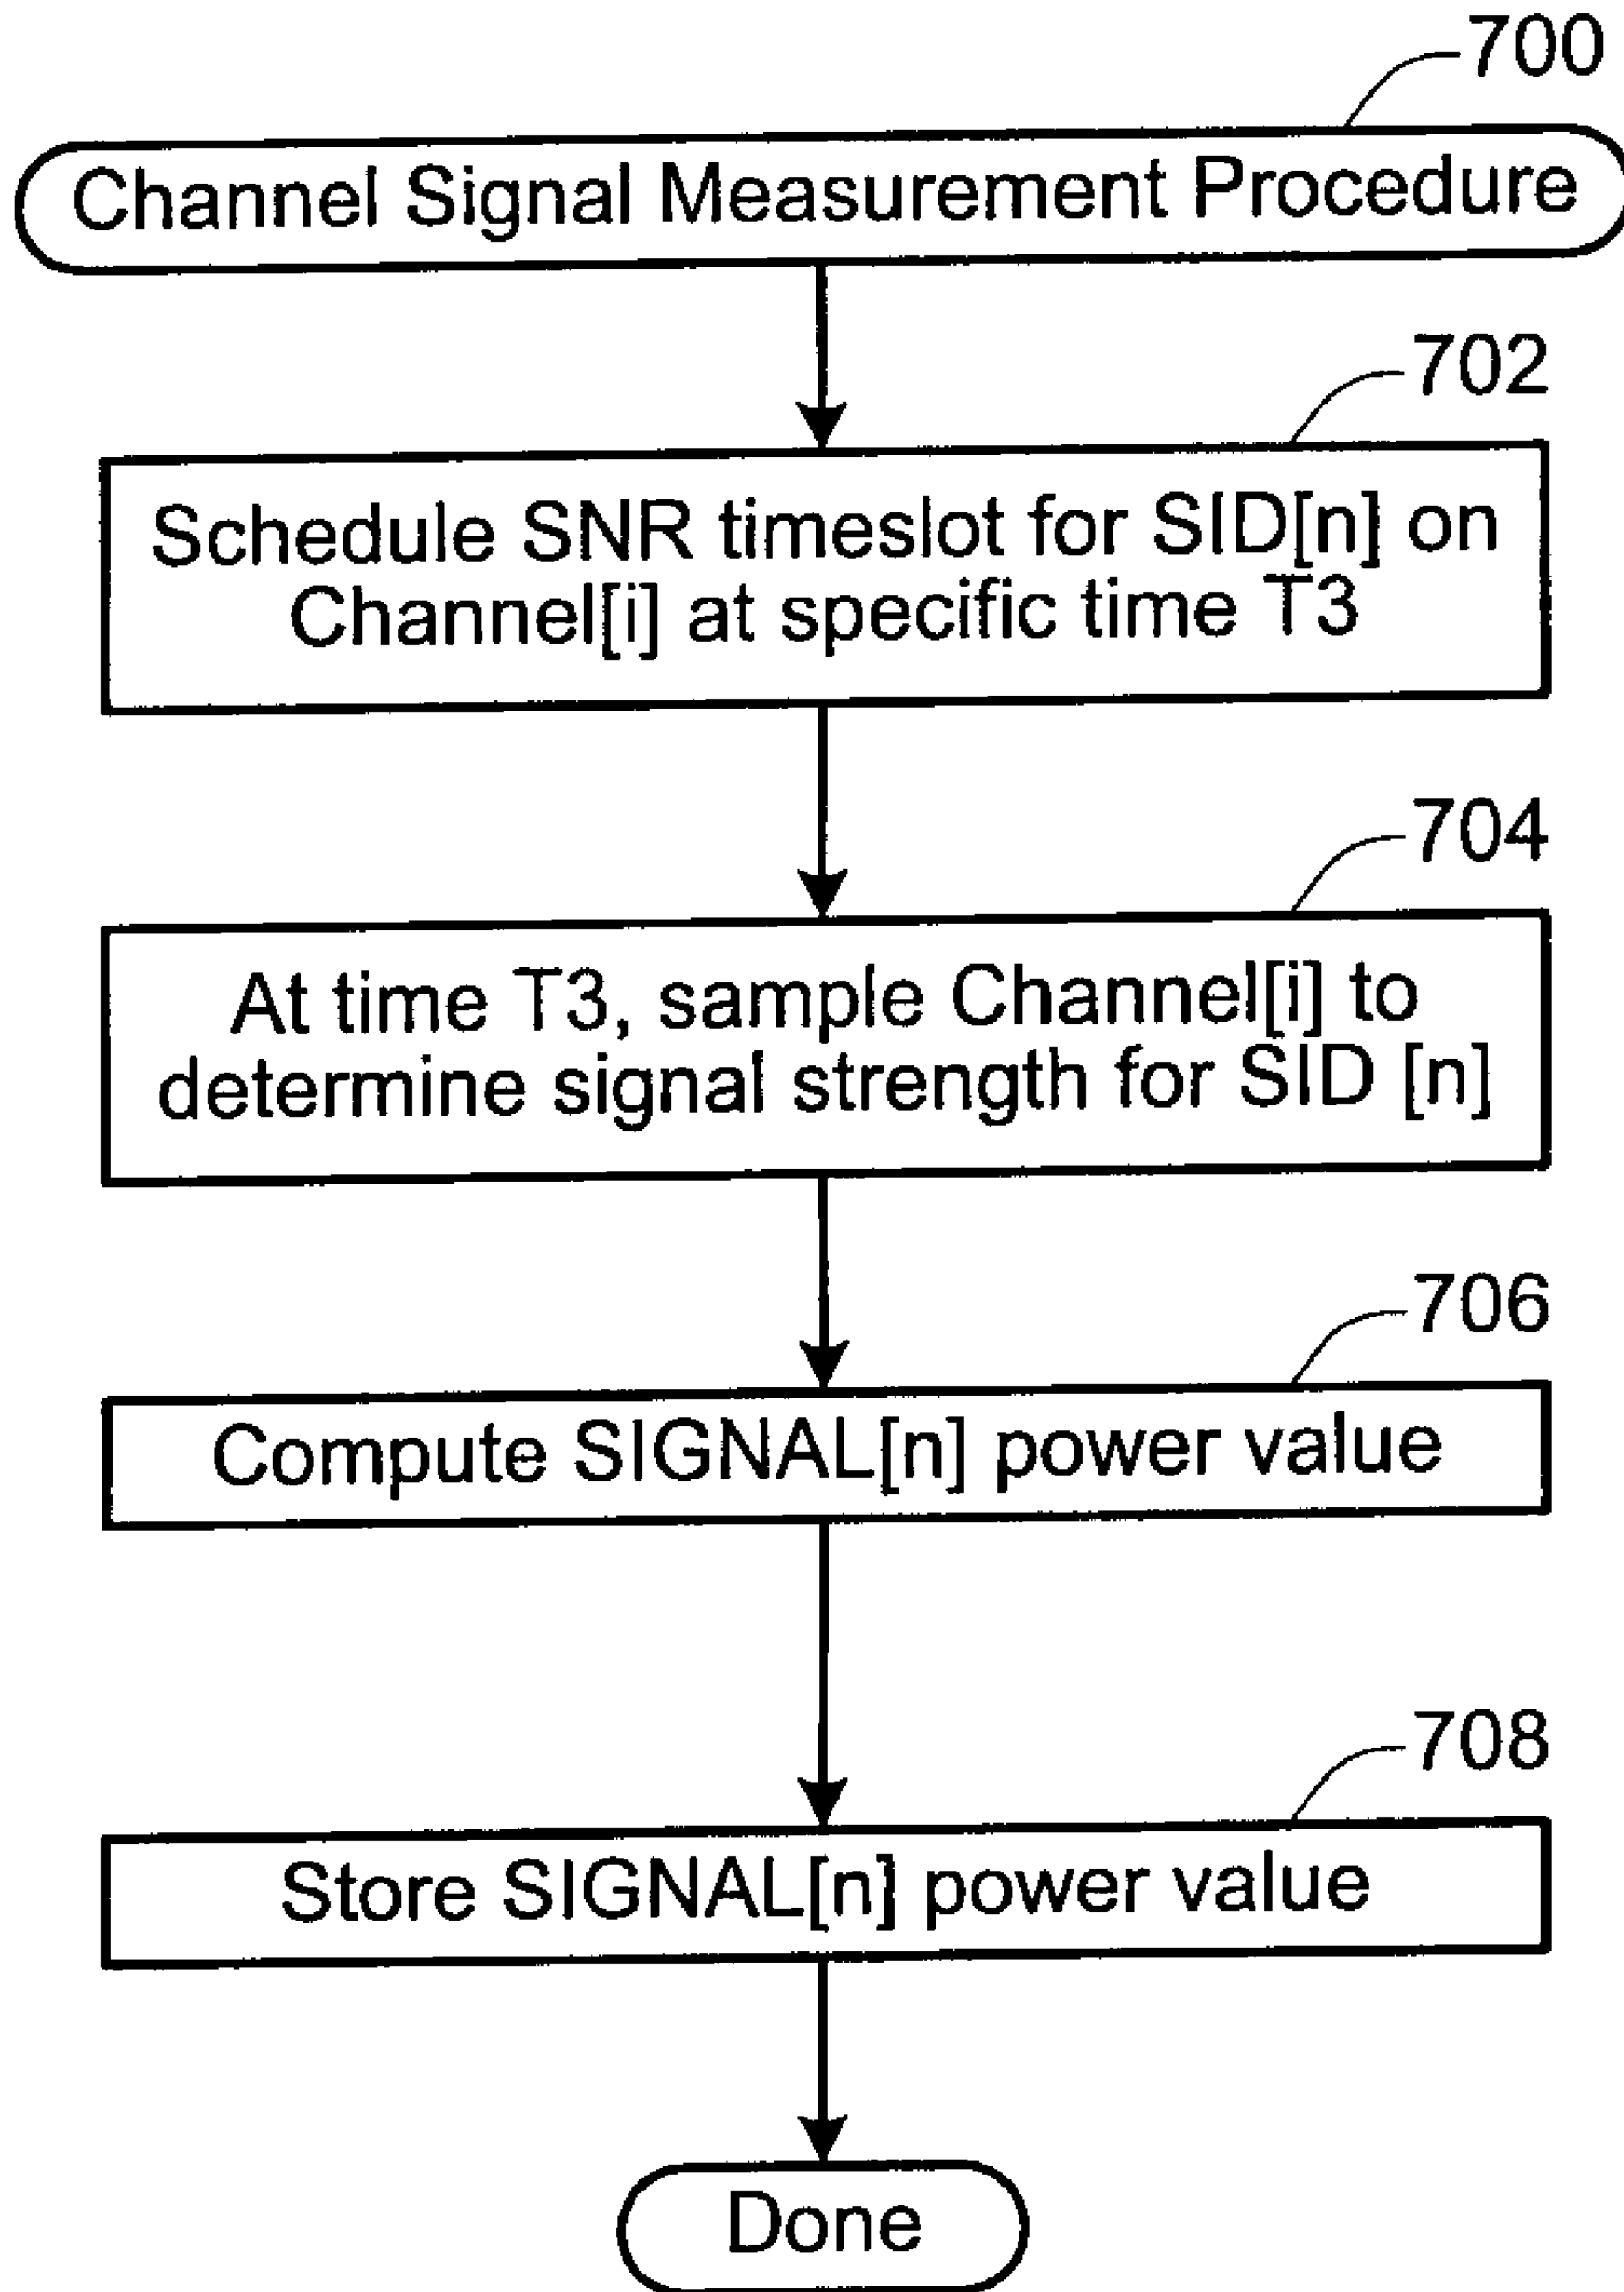 700
Channel Signal Measurement Procedure
702
Schedule SNR timeslot for SID[n] on
Channel[i] at specific time T3
704
At time T3, sample Channel[i] to
determine signal strength for SID [n]
706
Compute SIGNAL[n] power value
708
Store SIGNAL[n] power value
Done